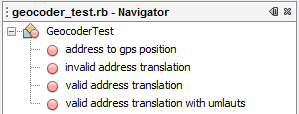 geocoder_test.rb - Navigator
GeocoderTest
address to gps position
invalid address translation
valid address translation
valid address translation with umlauts